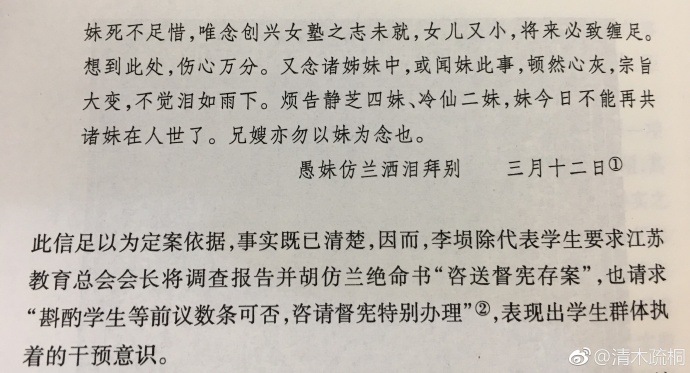 妹死不足惜，唯念创兴女塾之志未就，女儿又小，将来必致缠足。
想到此处，伤心万分。又念诸姊妹中，或闻妹此事，顿然心灰，宗旨
大变，不觉泪如雨下。烦告静芝四妹、冷仙二妹，妹今日不能再共
诸妹在人世了。兄嫂亦勿以妹为念也。
愚妹仿兰洒泪拜别 三月十二日①
此信足以为定案依据，事实既已清楚，因而，李埙除代表学生要求江苏
教育总会会长将调查报告并胡仿兰绝命书“咨送督宪存案”，也请求
“斟酌学生等前议数条可否，咨请督宪特别办理”②，表现出学生群体执
着的干预意识。
@清木疏桐